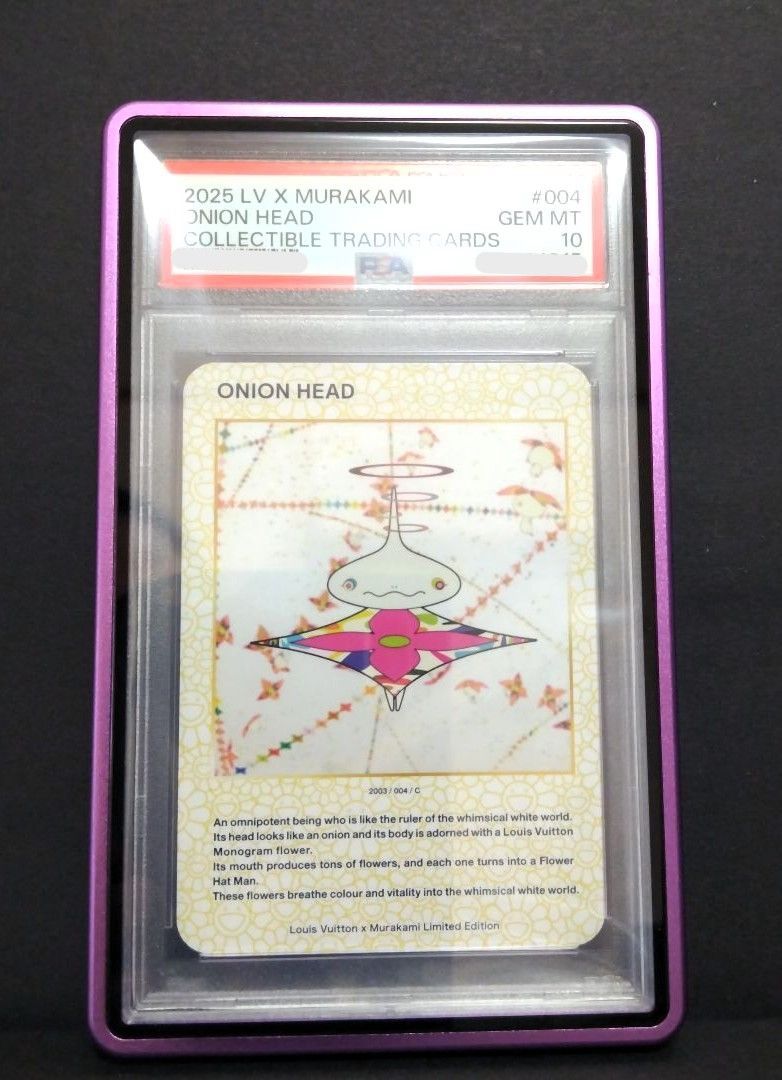 2025 LV X MURAKAMI #004
ONION HEAD GEM MT
COLLECTIBLE TRADING CARDS 10
PSA
ONION HEAD
2003 / 004 / C
An omnipotent being who is like the ruler of the whimsical white world.
Its head looks like an onion and its body is adorned with a Louis Vuitton
Monogram flower.
Its mouth produces tons of flowers, and each one turns into a Flower
Hat Man.
These flowers breathe colour and vitality into the whimsical white world.
Louis Vuitton x Murakami Limited Edition